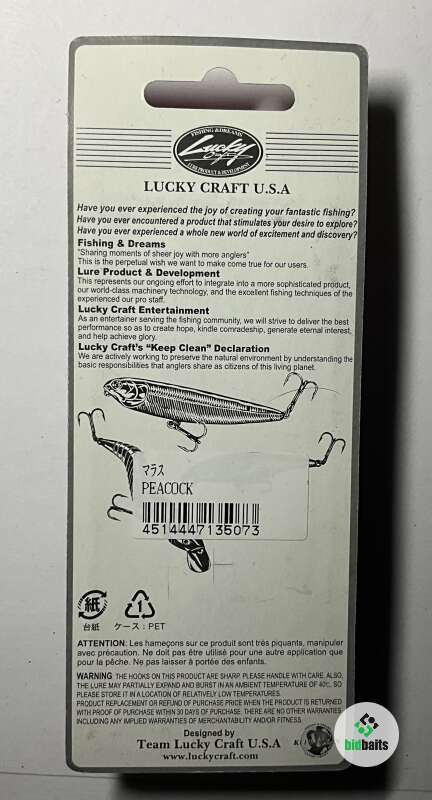 FISHING & DREAMS
Lucky
Craft
LURE PRODUCT & DEVELOPMENT
LUCKY CRAFT U.S.A
Have you ever experienced the joy of creating your fantastic fishing?
Have you ever encountered a product that stimulates your desire to explore?
Have you ever experienced a whole new world of excitement and discovery?
Fishing & Dreams
"Sharing moments of sheer joy with more anglers"
This is the perpetual wish we want to make come true for our users.
Lure Product & Development
This represents our ongoing effort to integrate into a more sophisticated product,
our world-class machinery technology, and the excellent fishing techniques of the
experienced our pro staff.
Lucky Craft Entertainment
As an entertainer serving the fishing community, we will strive to deliver the best
performance so as to create hope, kindle comradeship, generate eternal interest,
and help achieve glory.
Lucky Craft's "Keep Clean" Declaration
We are actively working to preserve the natural environment by understanding the
basic responsibilities that anglers share as citizens of this living planet.
マラス
PEACOCK
4514447135073
紙
1
台紙
ケース：PET
ATTENTION: Les hameçons sur ce produit sont très piquants, manipuler
avec précaution. Ne doit pas être utilisé pour une autre application que
pour la pêche. Ne pas laisser à portée des enfants.
WARNING THE HOOKS ON THIS PRODUCT ARE SHARP. PLEASE HANDLE WITH CARE. ALSO,
THE LURE MAY PARTIALLY EXPAND AND BURST IN AN AMBIENT TEMPERATURE OF 40℃, SO
PLEASE STORE IT IN A LOCATION OF RELATIVELY LOW TEMPERATURES.
PRODUCT REPLACEMENT OR REFUND OF PURCHASE PRICE WHEN THE PRODUCT IS RETURNED
WITH PROOF OF PURCHASE WITHIN 30 DAYS OF PURCHASE. THERE ARE NO OTHER WARRANTIES
INCLUDING ANY IMPLIED WARRANTIES OF MERCHANTABILITY AND/OR FITNESS.
Designed by
Team Lucky Craft U.S.A
www.luckycraft.com
bidbaits